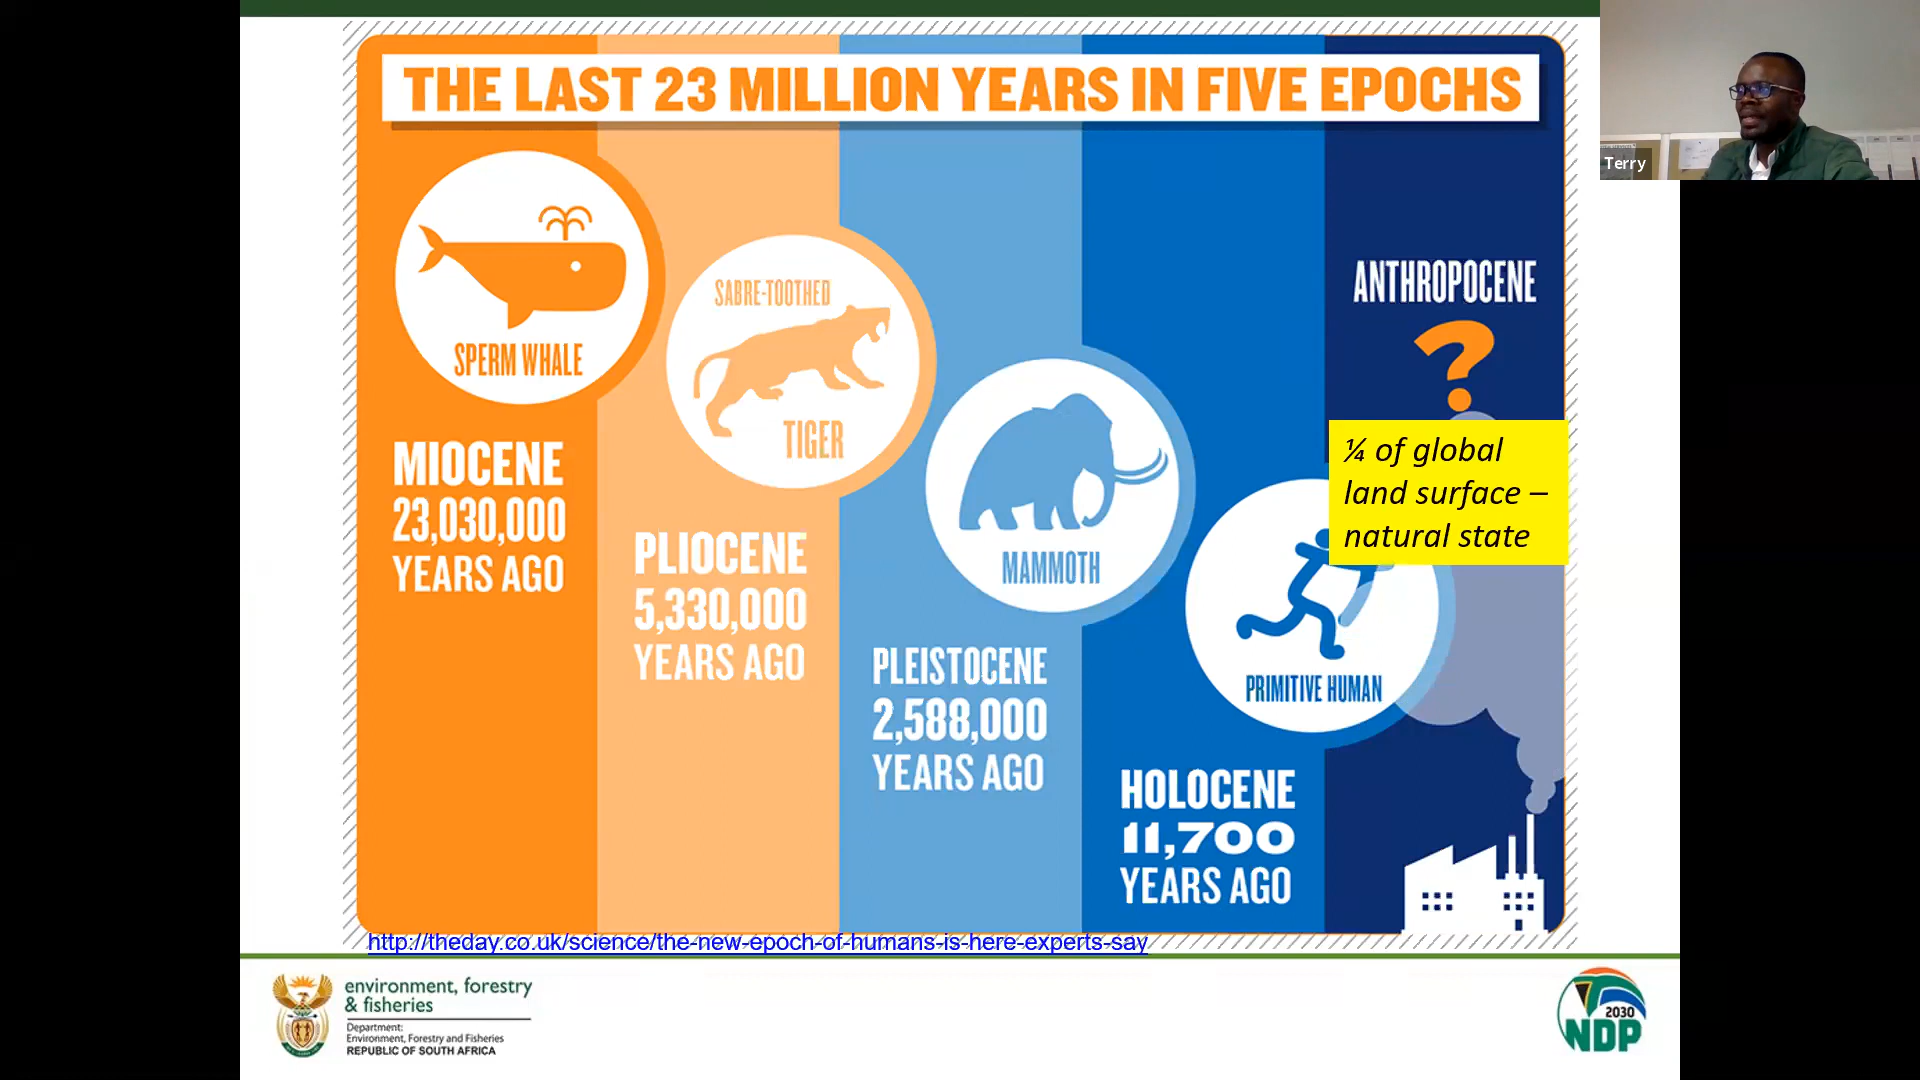 THE LAST 23 MILLION YEARS IN FIVE EPOCHS
Terry
SPERM WHALE
MIOCENE
23,030,000
YEARS AGO
SABRE-TOOTHED
TIGER
PLIOCENE
5,330,000
YEARS AGO
MAMMOTH
PLEISTOCENE
2,588,000
YEARS AGO
PRIMITIVE HUMAN
HOLOCENE
11,700
YEARS AGO
ANTHROPOCENE
?
¼ of global
land surface –
natural state
http://theday.co.uk/science/the-new-epoch-of-humans-is-here-experts-say
environment, forestry
& fisheries
Department:
Environment, Forestry and Fisheries
REPUBLIC OF SOUTH AFRICA
2030
NDP